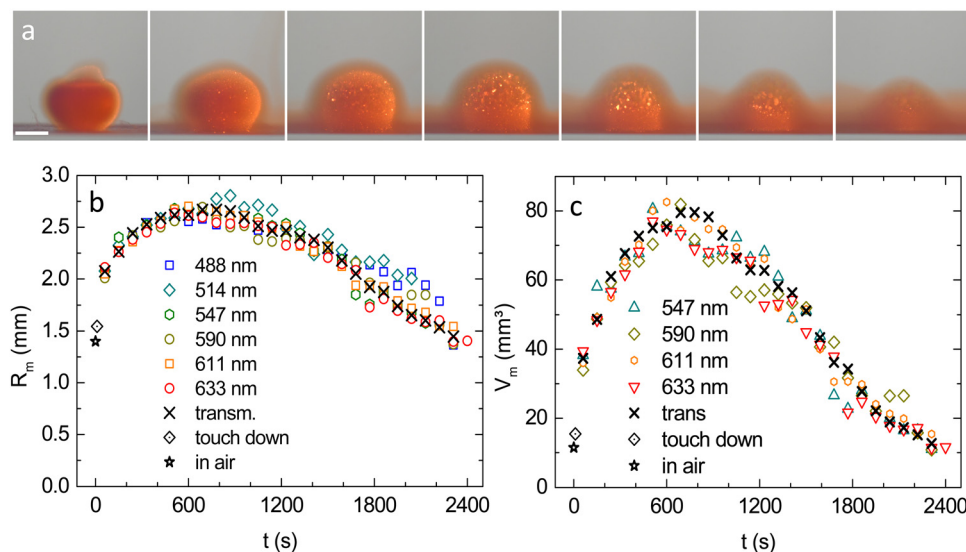 a
b
3.0
2.5
2.0
1.5
1.0
0.5
0.0
R_m (mm)
488 nm
514 nm
547 nm
590 nm
611 nm
633 nm
transm.
touch down
in air
0 600 1200 1800 2400
t (s)
c
80
60
40
20
0
V_m (mm³)
547 nm
590 nm
611 nm
633 nm
trans
touch down
in air
0 600 1200 1800 2400
t (s)